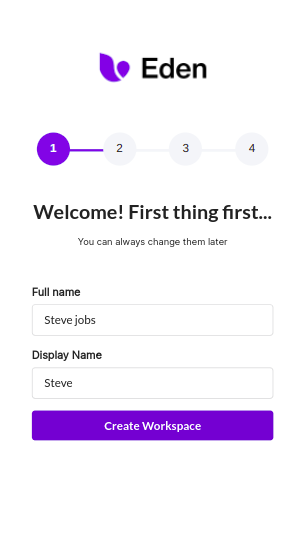 Eden
1 2 3 4
Welcome! First thing first...
You can always change them later
Full name
Steve jobs
Display Name
Steve
Create Workspace